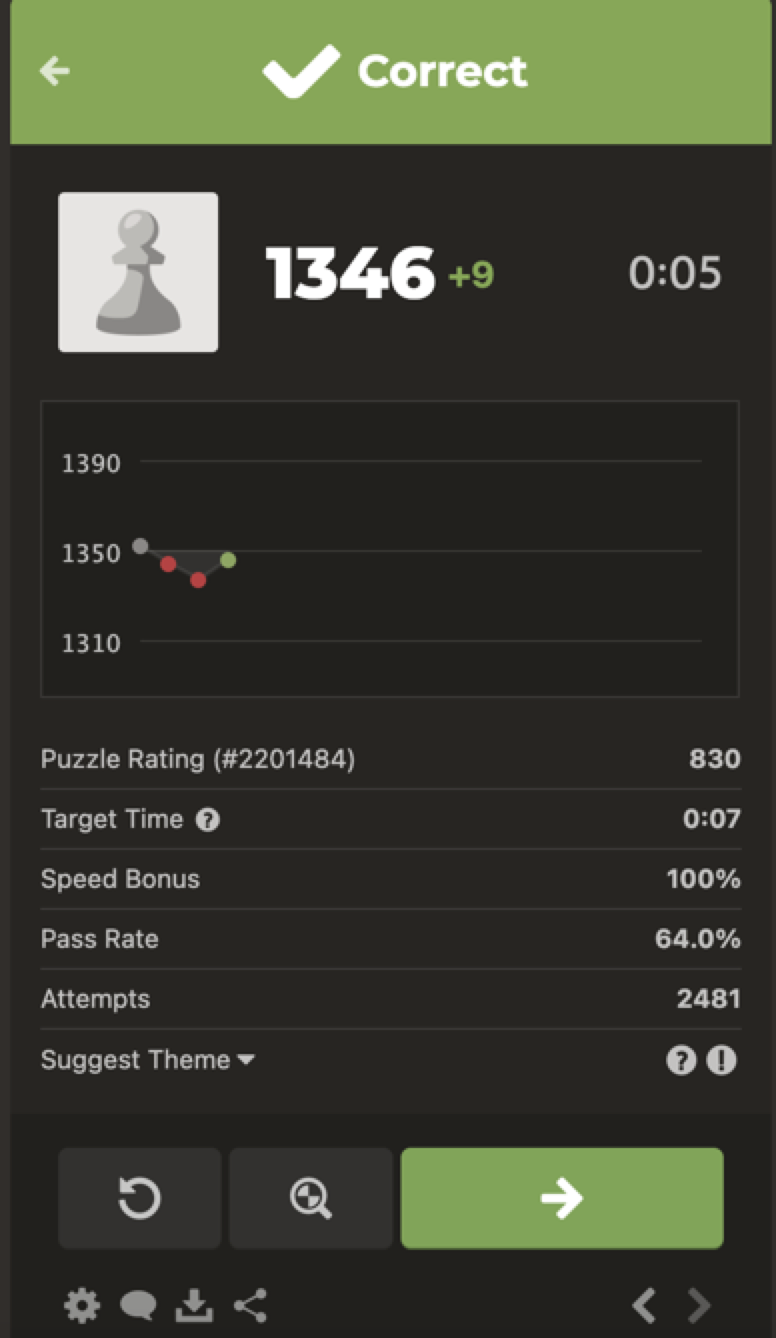 Correct
1346 +9 0:05
1390
1350
1310
Puzzle Rating (#2201484) 830
Target Time ? 0:07
Speed Bonus 100%
Pass Rate 64.0%
Attempts 2481
Suggest Theme ? !